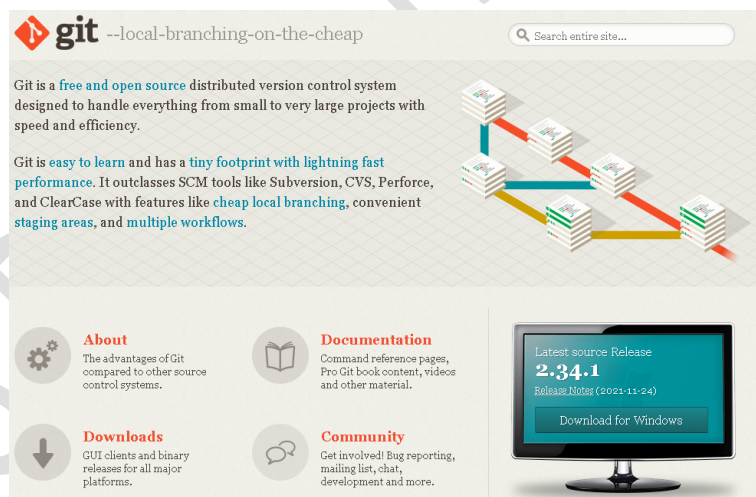 git --local-branching-on-the-cheap
Search entire site...
Git is a free and open source distributed version control system
designed to handle everything from small to very large projects with
speed and efficiency.
Git is easy to learn and has a tiny footprint with lightning fast
performance. It outclasses SCM tools like Subversion, CVS, Perforce,
and ClearCase with features like cheap local branching, convenient
staging areas, and multiple workflows.
About
The advantages of Git
compared to other source
control systems.
Documentation
Command reference pages,
Pro Git book content, videos
and other material.
Downloads
GUI clients and binary
releases for all major
platforms.
Community
Get involved! Bug reporting,
mailing list, chat,
development and more.
Latest source Release
2.34.1
Release Notes (2021-11-24)
Download for Windows